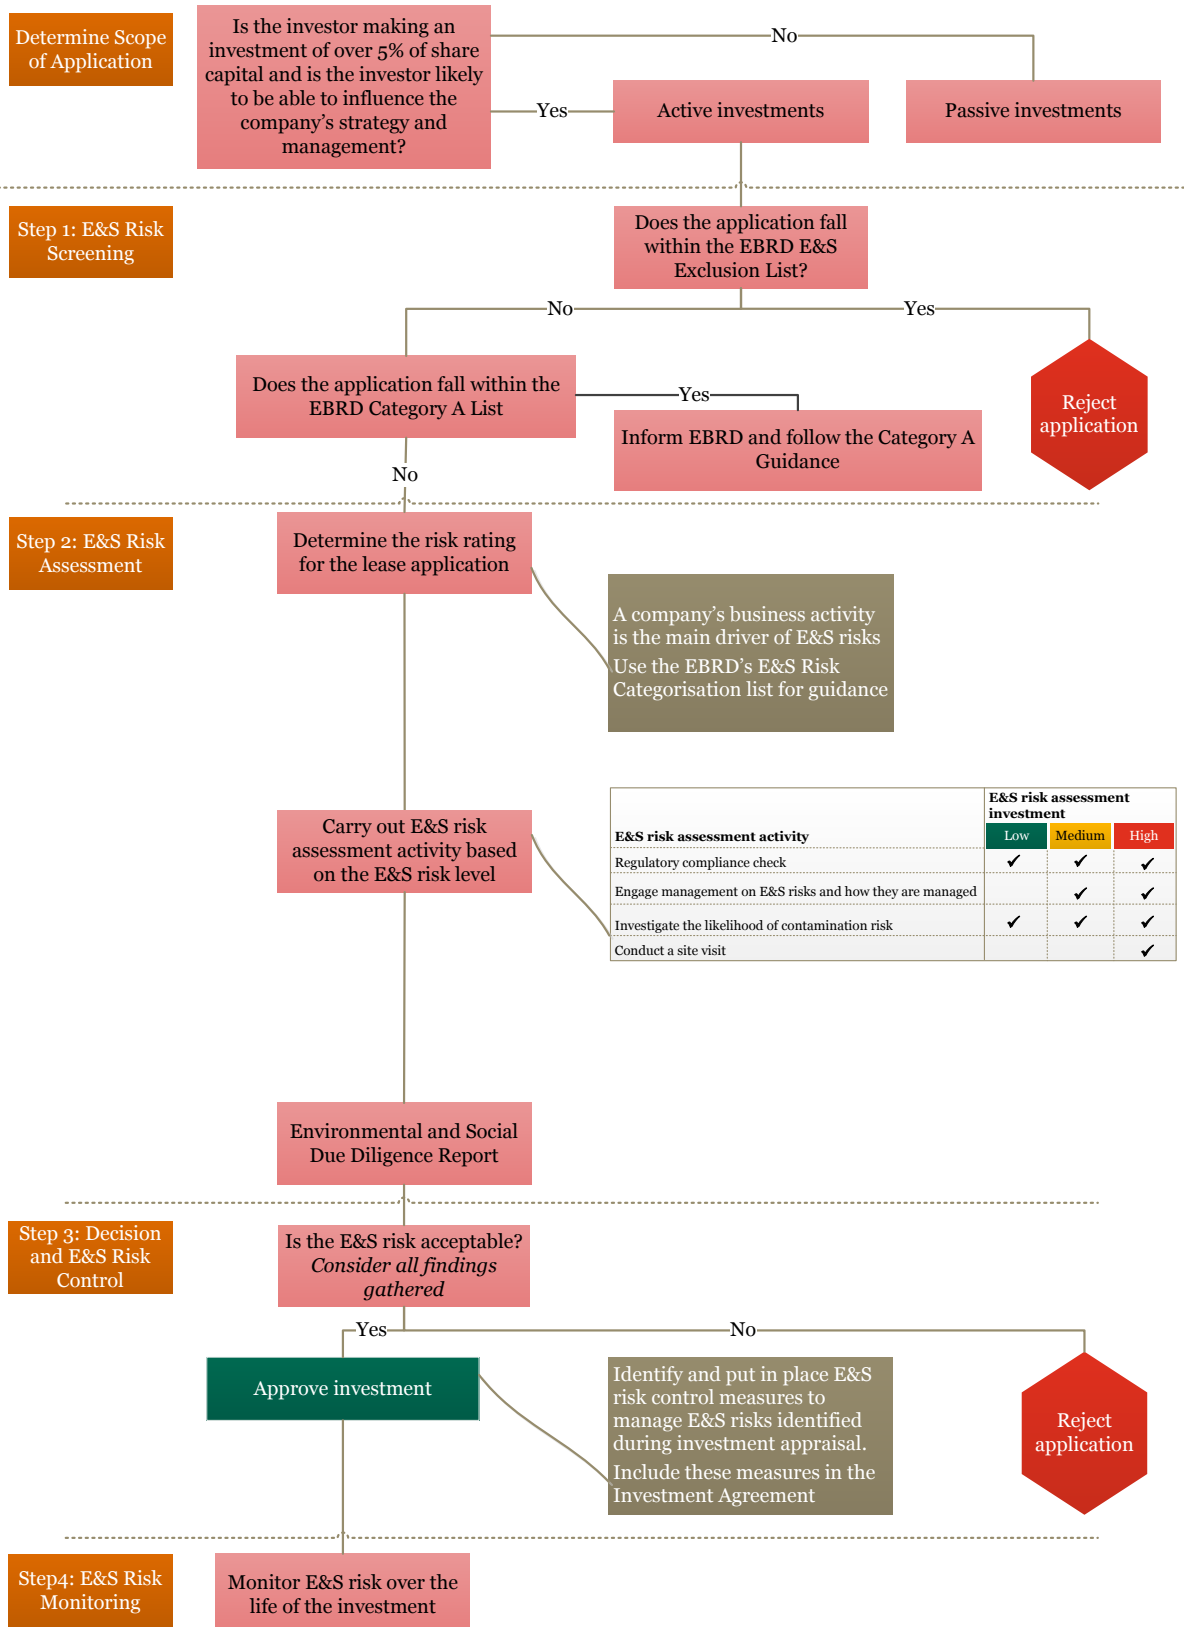 Determine Scope
of Application
Is the investor making an
investment of over 5% of share
capital and is the investor likely
to be able to influence the
company's strategy and
management?
No
Yes
Active investments
Passive investments
Step 1: E&S Risk
Screening
Does the application fall
within the EBRD E&S
Exclusion List?
No
Yes
Does the application fall within the
EBRD Category A List
Yes
Reject
application
Inform EBRD and follow the Category A
Guidance
No
Step 2: E&S Risk
Assessment
Determine the risk rating
for the lease application
A company's business activity
is the main driver of E&S risks
Use the EBRD's E&S Risk
Categorisation list for guidance
Carry out E&S risk
assessment activity based
on the E&S risk level
E&S risk assessment
investment
E&S risk assessment activity
Low
Medium
High
Regulatory compliance check ✓ ✓ ✓
Engage management on E&S risks and how they are managed ✓ ✓
Investigate the likelihood of contamination risk ✓ ✓ ✓
Conduct a site visit ✓
Environmental and Social
Due Diligence Report
Step 3: Decision
and E&S Risk
Control
Is the E&S risk acceptable?
Consider all findings
gathered
Yes
No
Approve investment
Identify and put in place E&S
risk control measures to
manage E&S risks identified
during investment appraisal.
Include these measures in the
Investment Agreement
Reject
application
Step4: E&S Risk
Monitoring
Monitor E&S risk over the
life of the investment